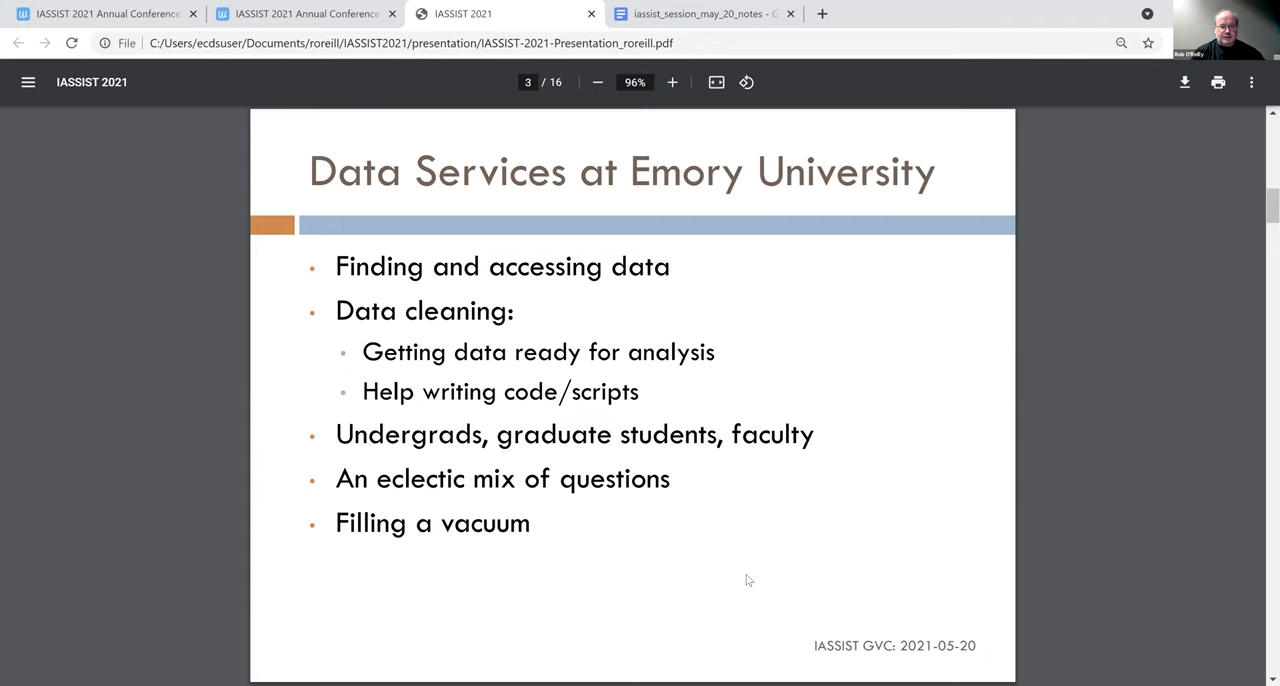 IASSIST 2021 Annual Conference
IASSIST 2021 Annual Conference
IASSIST 2021
iassist_session_may_20_notes - G
File
C:/Users/ecdsuser/Documents/roreill/IASSIST2021/presentation/IASSIST-2021-Presentation_roreill.pdf
Rob O'Reilly
IASSIST 2021
3 / 16
96%
Data Services at Emory University
• Finding and accessing data
• Data cleaning:
• Getting data ready for analysis
• Help writing code/scripts
• Undergrads, graduate students, faculty
• An eclectic mix of questions
• Filling a vacuum
IASSIST GVC: 2021-05-20